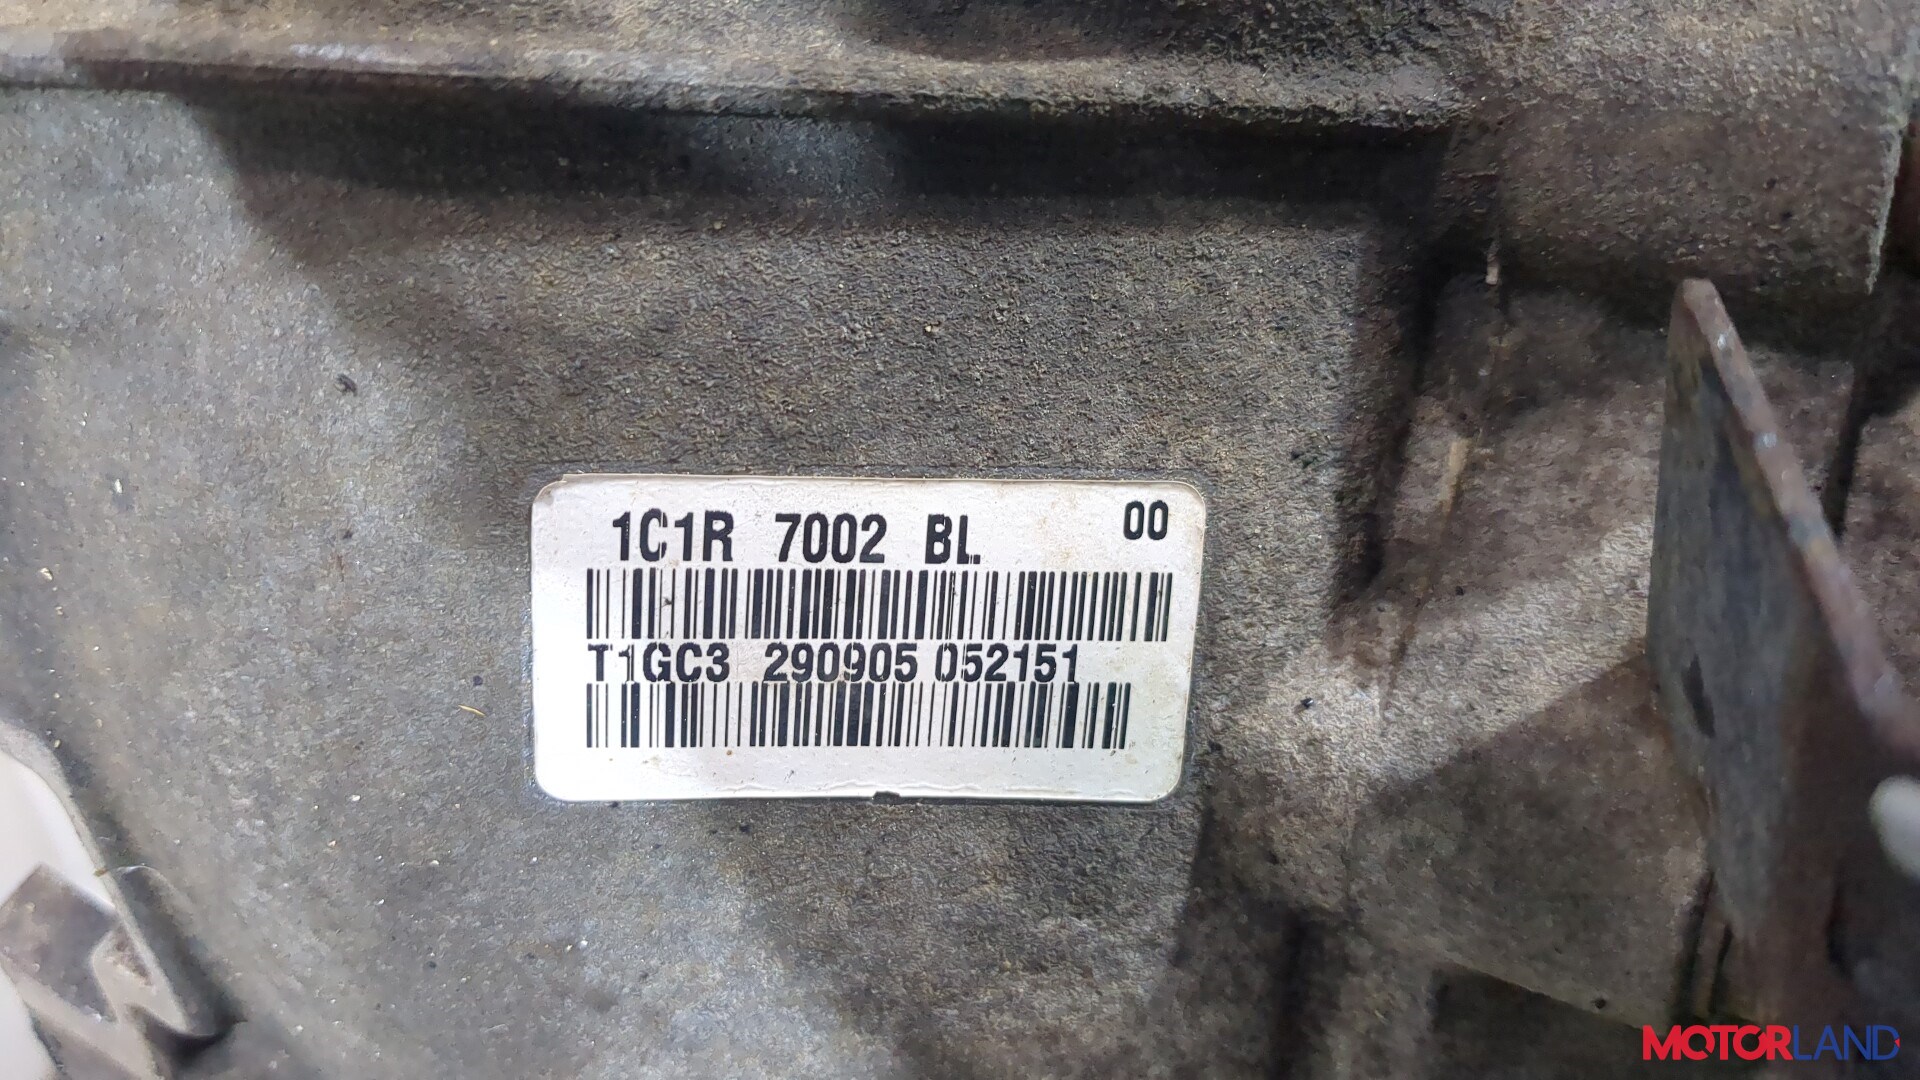 1C1R 7002 BL 00
T1GC3 290905 052151
MOTORLAND